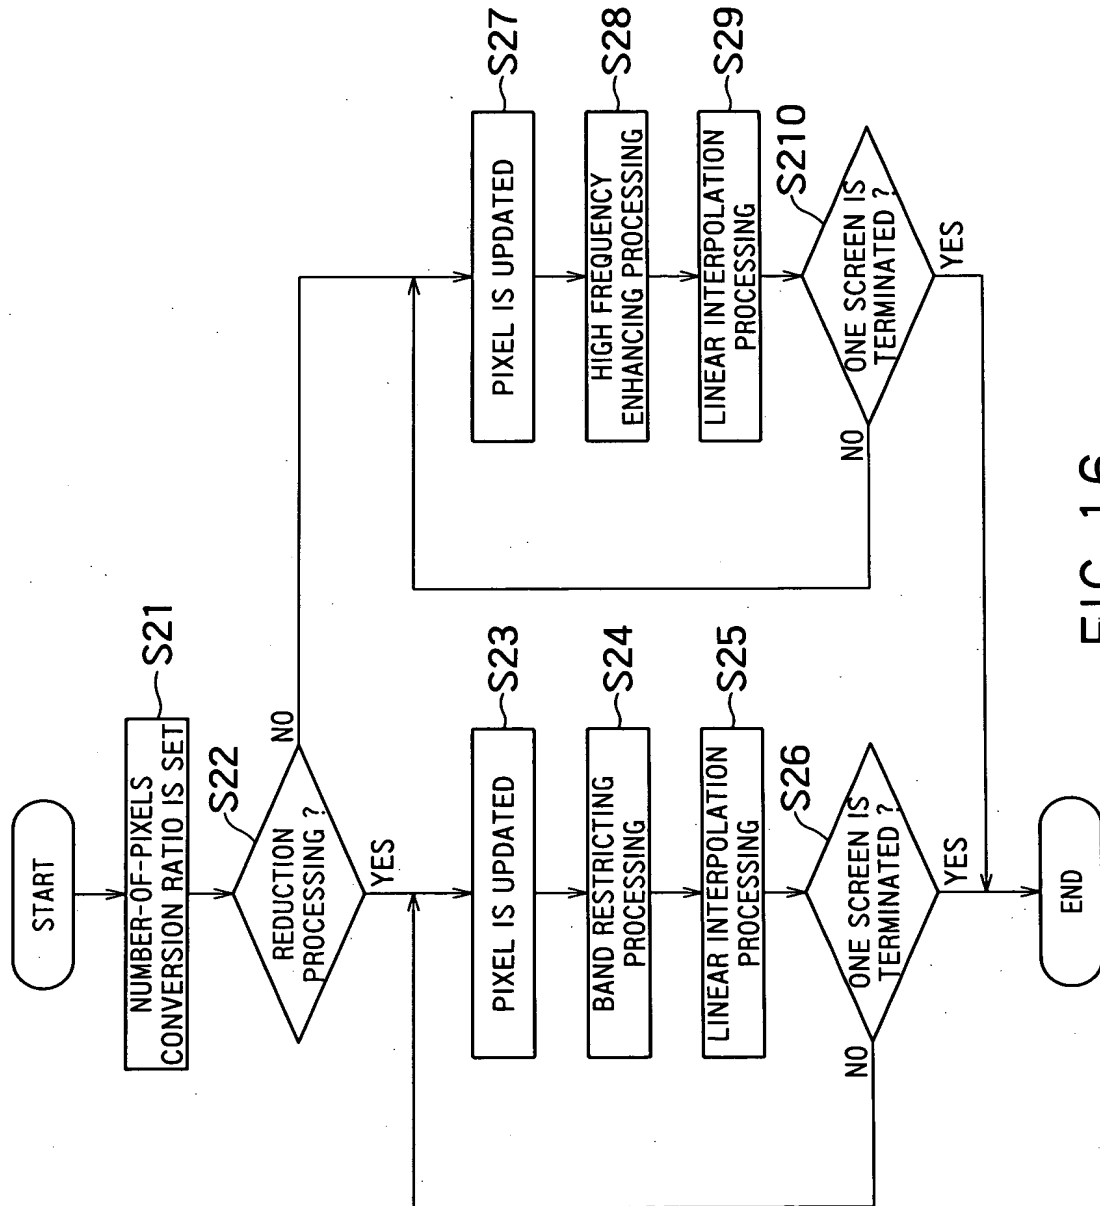 START
NUMBER-OF-PIXELS
CONVERSION RATIO IS SET
S21
REDUCTION
PROCESSING ?
S22
NO
YES
PIXEL IS UPDATED
S23
BAND RESTRICTING
PROCESSING
S24
LINEAR INTERPOLATION
PROCESSING
S25
ONE SCREEN IS
TERMINATED ?
S26
NO
YES
PIXEL IS UPDATED
S27
HIGH FREQUENCY
ENHANCING PROCESSING
S28
LINEAR INTERPOLATION
PROCESSING
S29
ONE SCREEN IS
TERMINATED ?
S210
NO
YES
END
FIG. 16